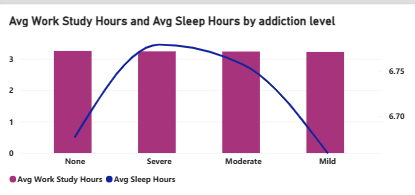 Avg Work Study Hours and Avg Sleep Hours by addiction level
3
2
1
0
6.75
6.70
None Severe Moderate Mild
Avg Work Study Hours Avg Sleep Hours